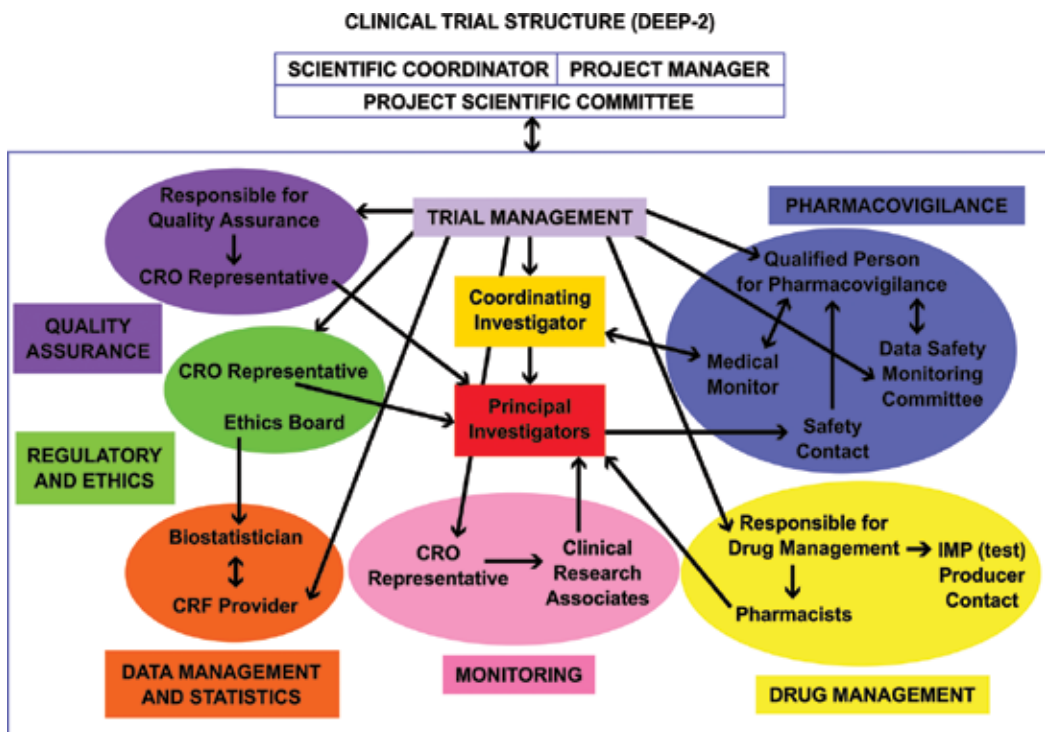 CLINICAL TRIAL STRUCTURE (DEEP-2)
SCIENTIFIC COORDINATOR
PROJECT MANAGER
PROJECT SCIENTIFIC COMMITTEE
TRIAL MANAGEMENT
Responsible for
Quality Assurance
CRO Representative
QUALITY
ASSURANCE
CRO Representative
Ethics Board
REGULATORY
AND ETHICS
Biostatistician
CRF Provider
DATA MANAGEMENT
AND STATISTICS
Coordinating
Investigator
Principal
Investigators
CRO
Representative
Clinical
Research
Associates
MONITORING
PHARMACOVIGILANCE
Qualified Person
for Pharmacovigilance
Medical
Monitor
Data Safety
Monitoring
Committee
Safety
Contact
Responsible for
Drug Management
IMP (test)
Producer
Contact
Pharmacists
DRUG MANAGEMENT